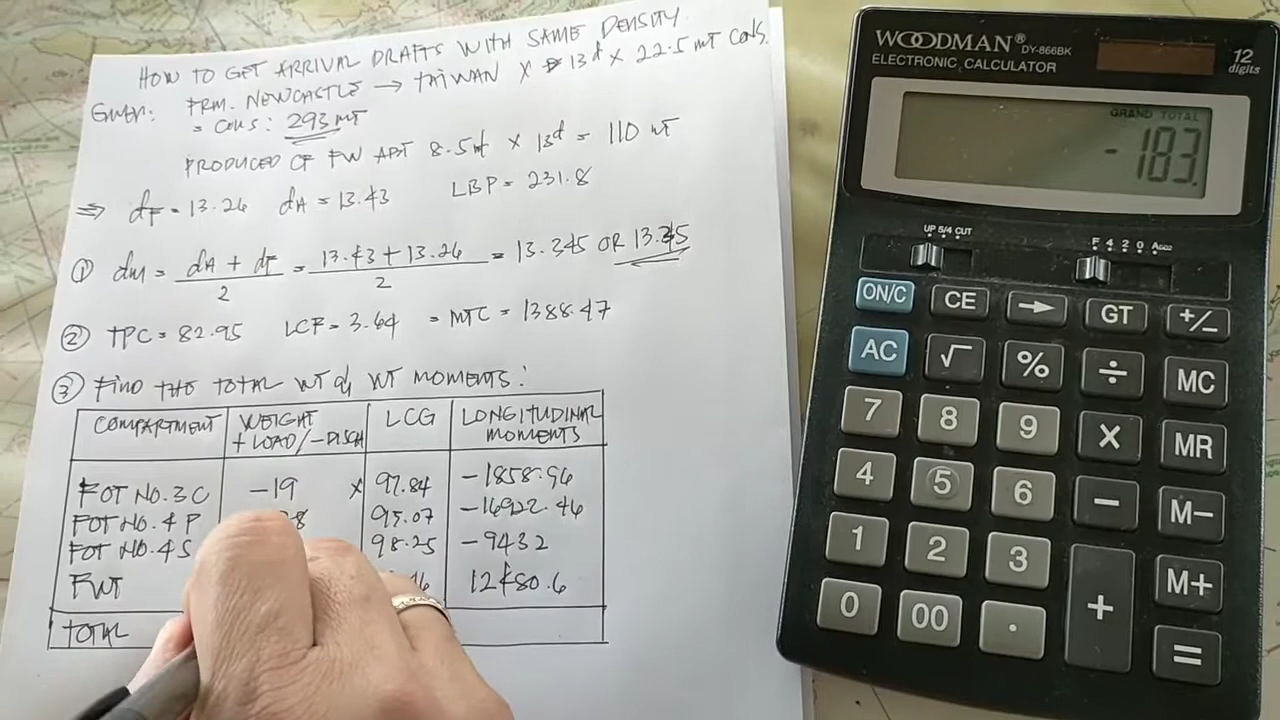 HOW TO GET ARRIVAL DRAFTS WITH SAME DENSITY
GIVEN: FRM. NEWCASTLE → TAIWAN X 13d X 22.5 MT CONS.
= CONS: 293 MT
PRODUCED OF FW ABT 8.5mt X 13d = 110 MT
⇒ dF = 13.26 dA = 13.43 LBP = 231.8
① dM = dA + dF / 2 = 13.43 + 13.26 / 2 = 13.345 OR 13.35
② TPC = 82.95 LCF = 3.64 = MTC = 1388.47
③ FIND THE TOTAL WT & WT MOMENTS:
COMPARTMENT WEIGHT + LOAD/- DISCH LCG LONGITUDINAL MOMENTS
FOT NO. 3 C -19 X 97.84 -1858.96
FOT NO. 4 P 95.07 -16922.46
FOT NO. 4 S 98.25 -9432
FWT 12480.6
TOTAL
WOODMAN®
DY-866BK
ELECTRONIC CALCULATOR
12 digits
GRAND TOTAL
-183.
UP 5/4 CUT
F 4 2 0 ADD2
ON/C CE → GT +/-
AC √ % ÷ MC
7 8 9 X MR
4 5 6 - M-
1 2 3 + M+
0 00 . =